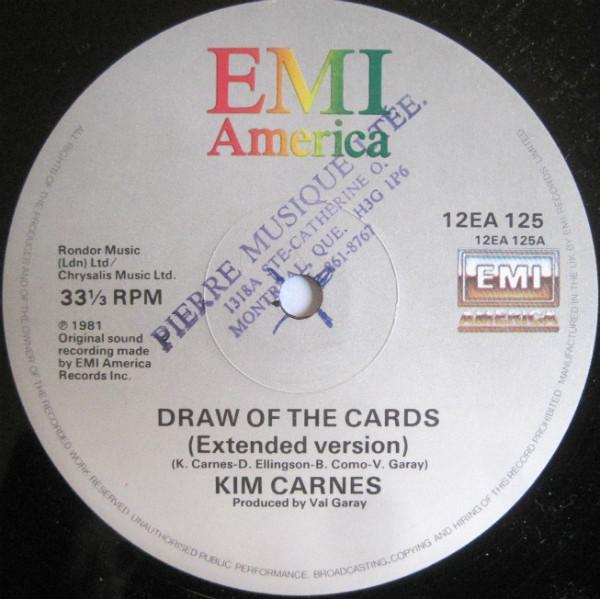 EMI
America
PIERRE MUSIQUE LTÉE.
1318A STE-CATHERINE O.
MONTREAL, QUE. H3G 1P6
861-8767
Rondor Music
(Ldn) Ltd/
Chrysalis Music Ltd.
33⅓ RPM
℗ 1981
Original sound
recording made
by EMI America
Records Inc.
12EA 125
12EA 125A
EMI
AMERICA
DRAW OF THE CARDS
(Extended version)
(K. Carnes-D. Ellingson-B. Como-V. Garay)
KIM CARNES
Produced by Val Garay
ALL RIGHTS OF THE PRODUCER AND OF THE OWNER OF THE RECORDED WORK RESERVED. UNAUTHORISED PUBLIC PERFORMANCE, BROADCASTING, COPYING AND HIRING OF THIS RECORD PROHIBITED. MANUFACTURED IN THE UK BY EMI RECORDS LIMITED